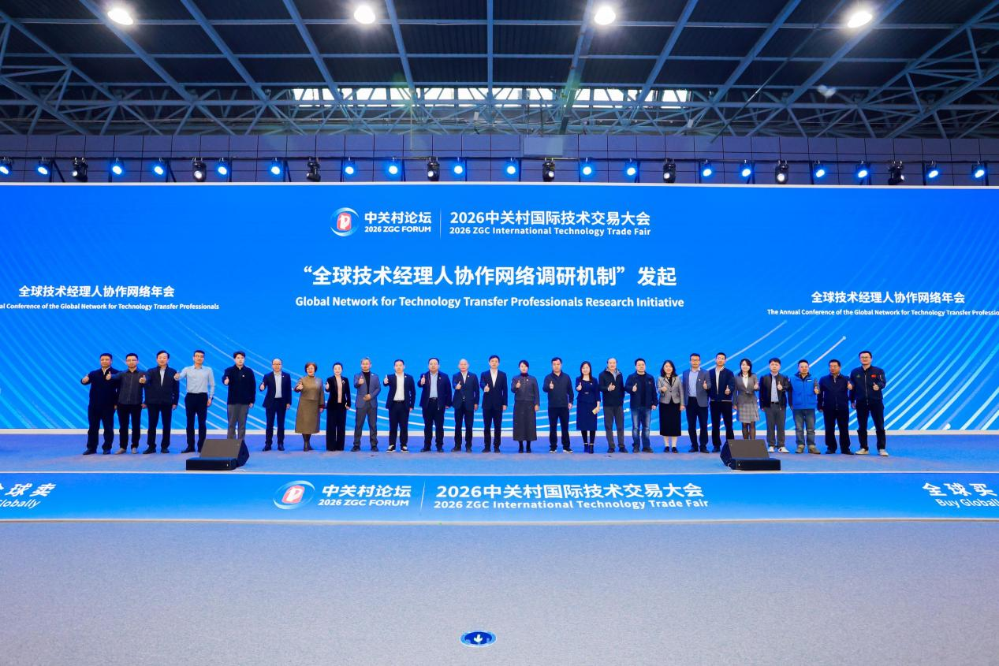 中关村论坛
2026 ZGC FORUM
2026中关村国际技术交易大会
2026 ZGC International Technology Trade Fair
“全球技术经理人协作网络调研机制”发起
Global Network for Technology Transfer Professionals Research Initiative
全球技术经理人协作网络年会
Conference of the Global Network for Technology Transfer Professionals
全球技术经理人协作网络年会
The Annual Conference of the Global Network for Technology Transfer
球卖
Globally
中关村论坛
2026 ZGC FORUM
2026中关村国际技术交易大会
2026 ZGC International Technology Trade Fair
全球买
Buy Globally